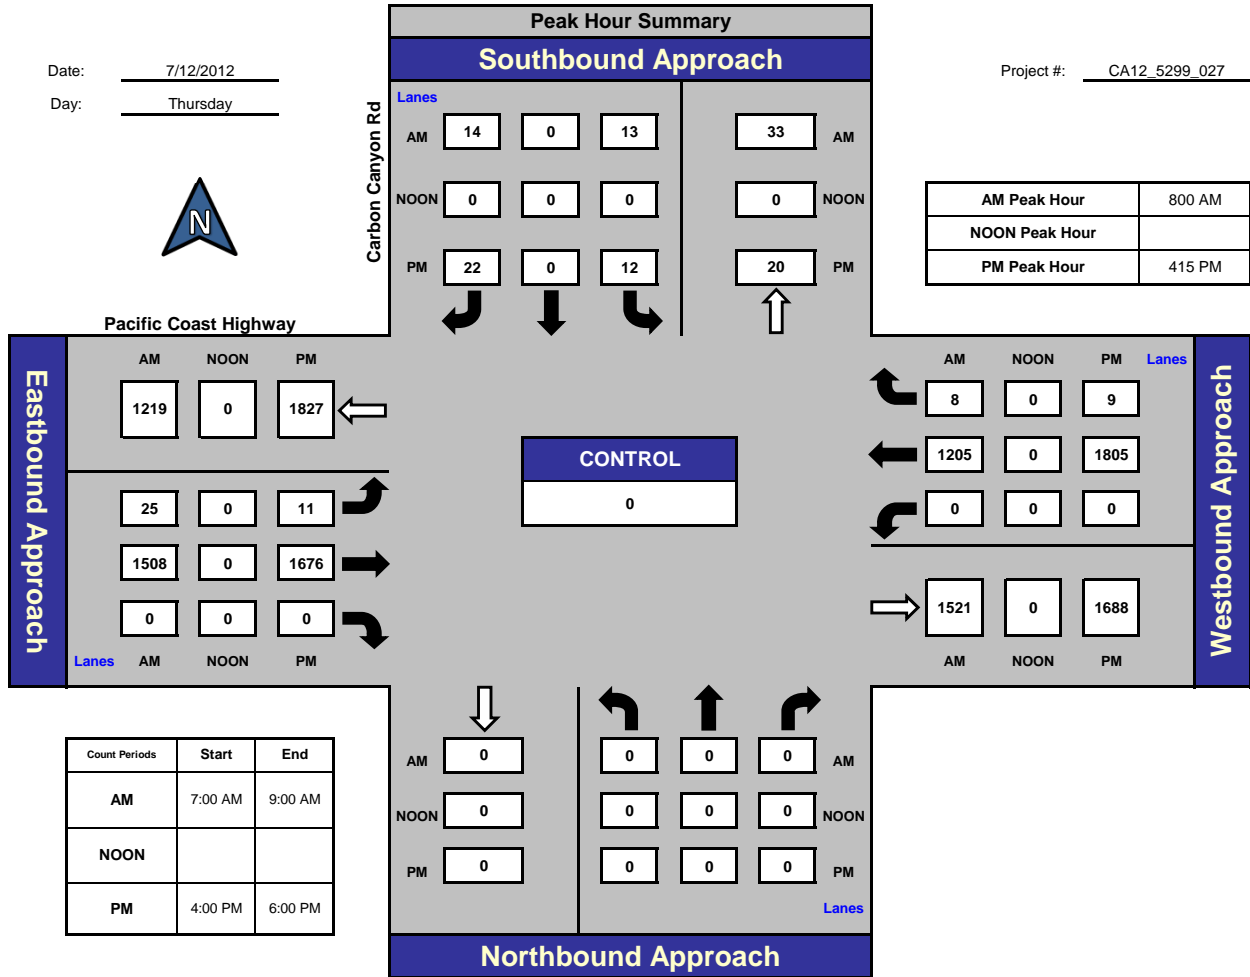 Peak Hour Summary
Southbound Approach
Date: 7/12/2012
Day: Thursday
Project #: CA12_5299_027
Carbon Canyon Rd
Lanes
AM 14 0 13 33 AM
NOON 0 0 0 0 NOON
PM 22 0 12 20 PM
N
AM Peak Hour 800 AM
NOON Peak Hour
PM Peak Hour 415 PM
Pacific Coast Highway
Eastbound Approach
AM NOON PM
1219 0 1827
25 0 11
1508 0 1676
0 0 0
Lanes AM NOON PM
CONTROL
0
AM NOON PM Lanes
8 0 9
1205 0 1805
0 0 0
1521 0 1688
AM NOON PM
Westbound Approach
Count Periods Start End
AM 7:00 AM 9:00 AM
NOON
PM 4:00 PM 6:00 PM
AM 0 0 0 0 AM
NOON 0 0 0 0 NOON
PM 0 0 0 0 PM
Lanes
Northbound Approach